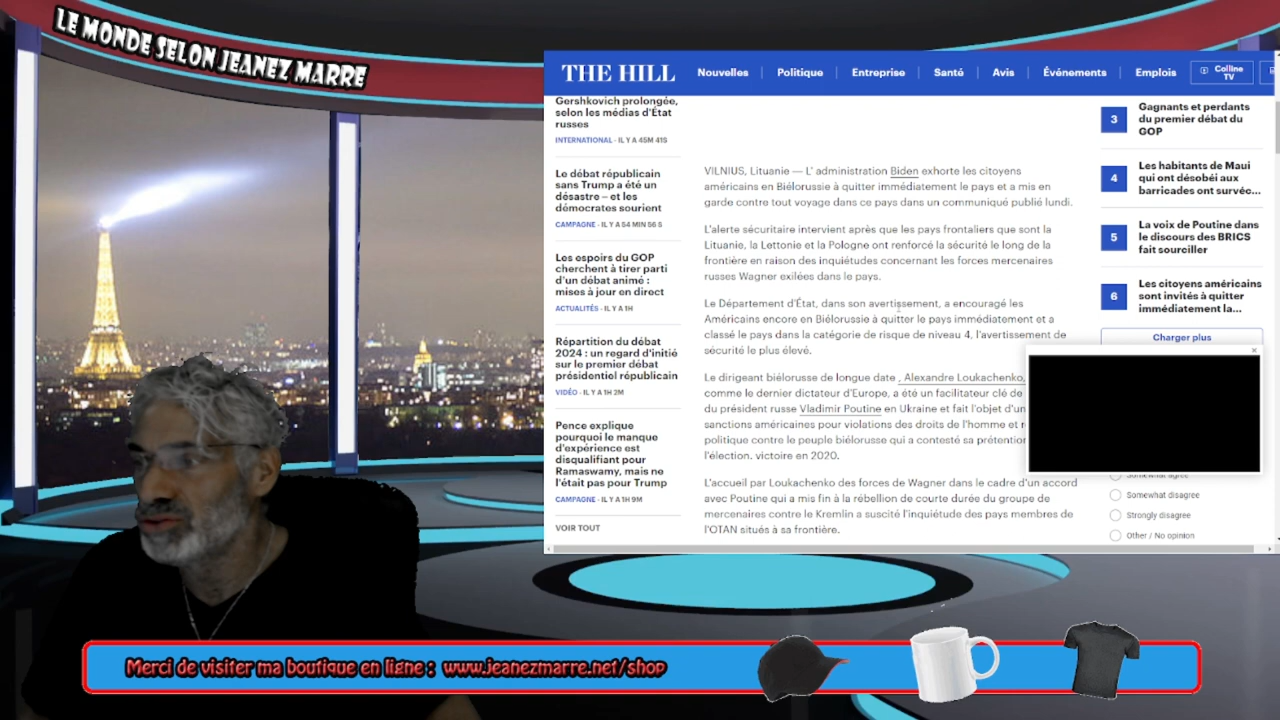 LE MONDE SELON JEANEZ MARRE
THE HILL
Nouvelles
Politique
Entreprise
Santé
Avis
Événements
Emplois
Colline
TV
Gershkovich prolongée,
selon les médias d'État
russes
INTERNATIONAL - IL Y A 45M 41S
Le débat républicain
sans Trump a été un
désastre – et les
démocrates sourient
CAMPAGNE - IL Y A 54 MIN 56 S
Les espoirs du GOP
cherchent à tirer parti
d'un débat animé :
mises à jour en direct
ACTUALITÉS - IL Y A 1H
Répartition du débat
2024 : un regard d'initié
sur le premier débat
présidentiel républicain
VIDÉO - IL Y A 1H 2M
Pence explique
pourquoi le manque
d'expérience est
disqualifiant pour
Ramaswamy, mais ne
l'était pas pour Trump
CAMPAGNE - IL Y A 1H 9M
VOIR TOUT
VILNIUS, Lituanie — L' administration Biden exhorte les citoyens
américains en Biélorussie à quitter immédiatement le pays et a mis en
garde contre tout voyage dans ce pays dans un communiqué publié lundi.
L'alerte sécuritaire intervient après que les pays frontaliers que sont la
Lituanie, la Lettonie et la Pologne ont renforcé la sécurité le long de la
frontière en raison des inquiétudes concernant les forces mercenaires
russes Wagner exilées dans le pays.
Le Département d'État, dans son avertissement, a encouragé les
Américains encore en Biélorussie à quitter le pays immédiatement et a
classé le pays dans la catégorie de risque de niveau 4, l'avertissement de
sécurité le plus élevé.
Le dirigeant biélorusse de longue date , Alexandre Loukachenko,
comme le dernier dictateur d'Europe, a été un facilitateur clé de
du président russe Vladimir Poutine en Ukraine et fait l'objet d'un
sanctions américaines pour violations des droits de l'homme et r
politique contre le peuple biélorusse qui a contesté sa prétention
l'élection. victoire en 2020.
L'accueil par Loukachenko des forces de Wagner dans le cadre d'un accord
avec Poutine qui a mis fin à la rébellion de courte durée du groupe de
mercenaires contre le Kremlin a suscité l'inquiétude des pays membres de
l'OTAN situés à sa frontière.
3
Gagnants et perdants
du premier débat du
GOP
4
Les habitants de Maui
qui ont désobéi aux
barricades ont survéc...
5
La voix de Poutine dans
le discours des BRICS
fait sourciller
6
Les citoyens américains
sont invités à quitter
immédiatement la...
Charger plus
Somewhat agree
Somewhat disagree
Strongly disagree
Other / No opinion
Merci de visiter ma boutique en ligne : www.jeanezmarre.net/shop